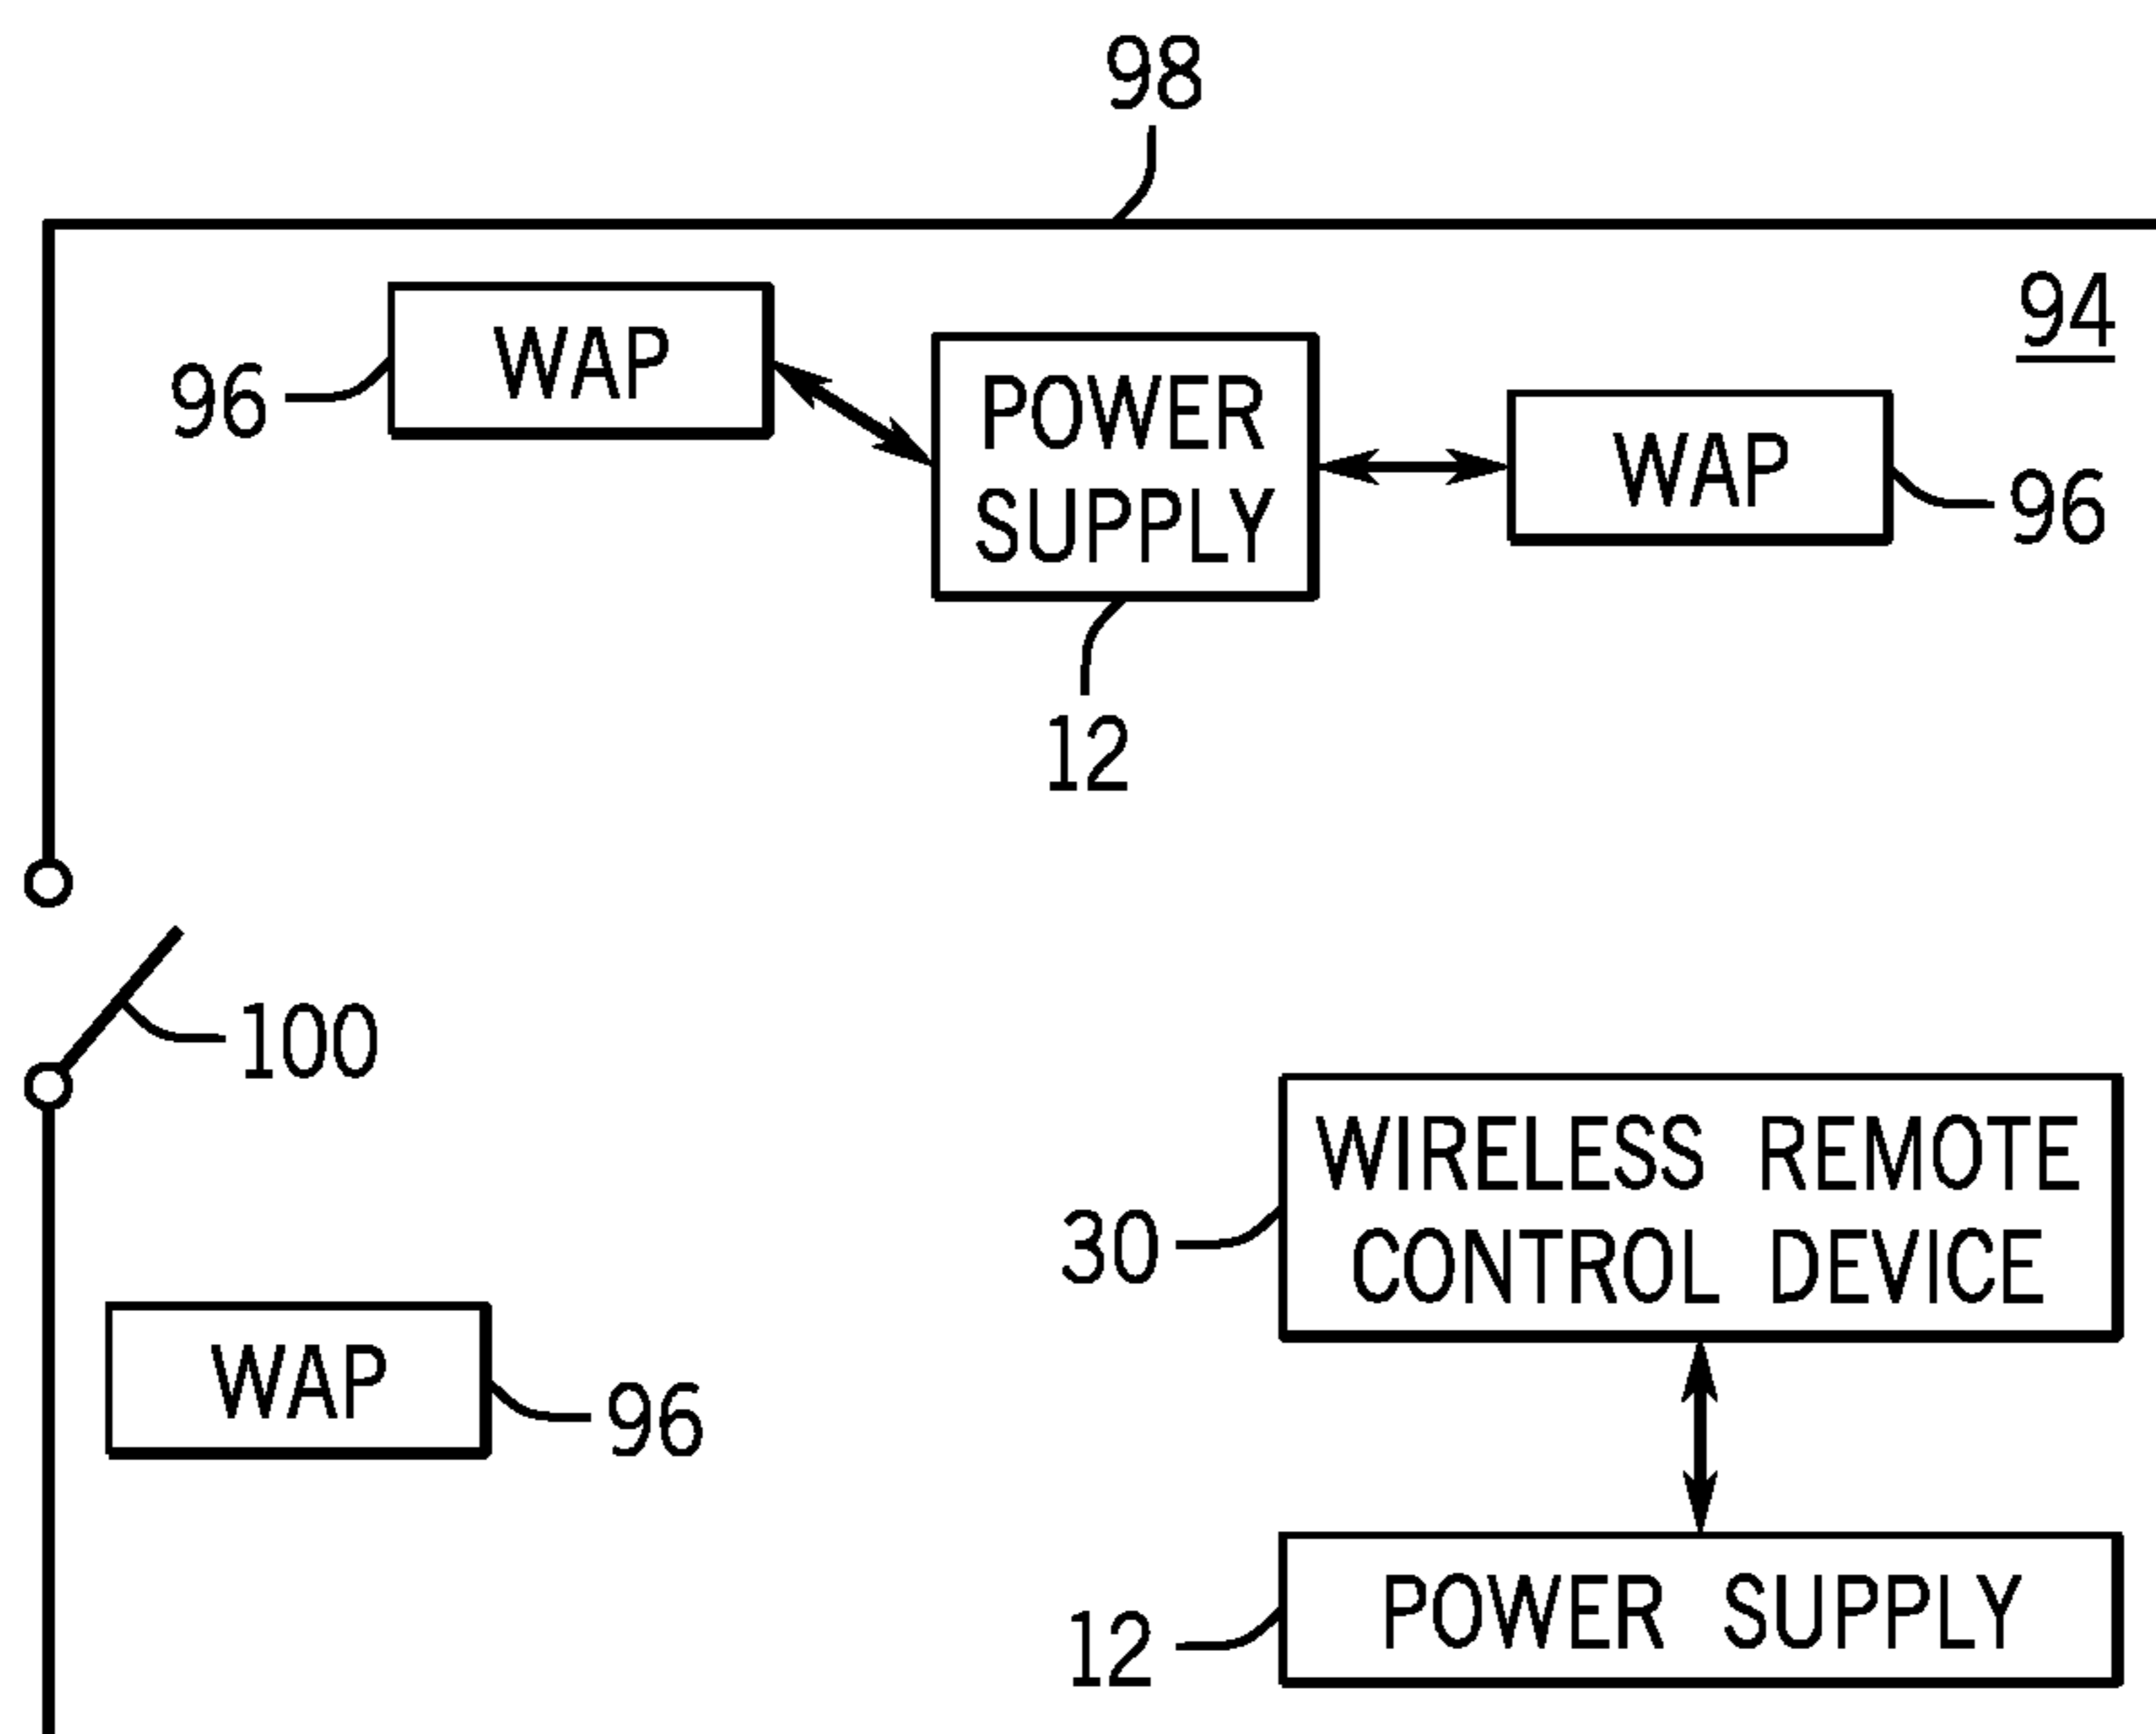 98
94
WAP
96
POWER
SUPPLY
12
WAP
96
100
WIRELESS REMOTE
CONTROL DEVICE
30
WAP
96
POWER SUPPLY
12